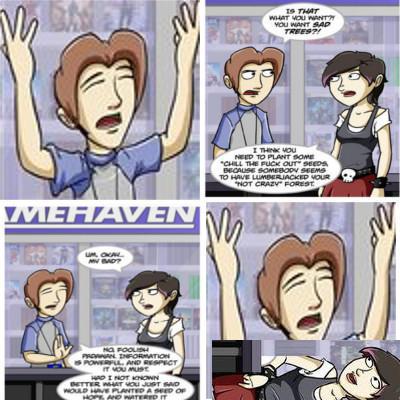 IS THAT
WHAT YOU WANT?!
YOU WANT SAD
TREES?!
I THINK YOU
NEED TO PLANT SOME
"CHILL THE FUCK OUT" SEEDS,
BECAUSE SOMEBODY SEEMS
TO HAVE LUMBERJACKED YOUR
"NOT CRAZY" FOREST.
MEHAVEN
UM, OKAY...
MY BAD?
NO, FOOLISH
PADAWAN. INFORMATION
IS POWERFUL, AND RESPECT
IT YOU MUST.
HAD I NOT KNOWN
BETTER, WHAT YOU JUST SAID
WOULD HAVE PLANTED A SEED OF
HOPE, AND WATERED IT